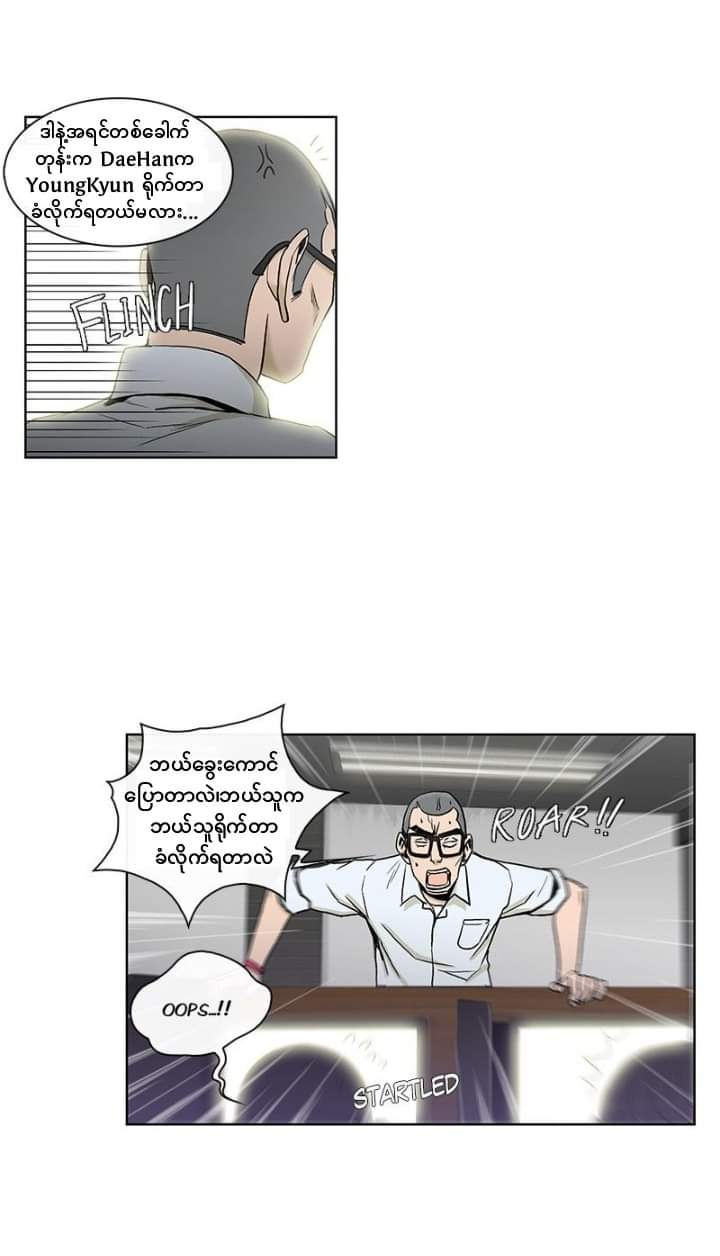 ဒါနဲ့အရင်တစ်ခေါက်
တုန်းက DaeHanက
YoungKyun ရိုက်တာ
ခံလိုက်ရတယ်မလား...
FLINCH
ဘယ်ခွေးကောင်
ပြောတာလဲ၊ဘယ်သူက
ဘယ်သူရိုက်တာ
ခံလိုက်ရတာလဲ
ROAR!!
OOPS...!!
STARTLED